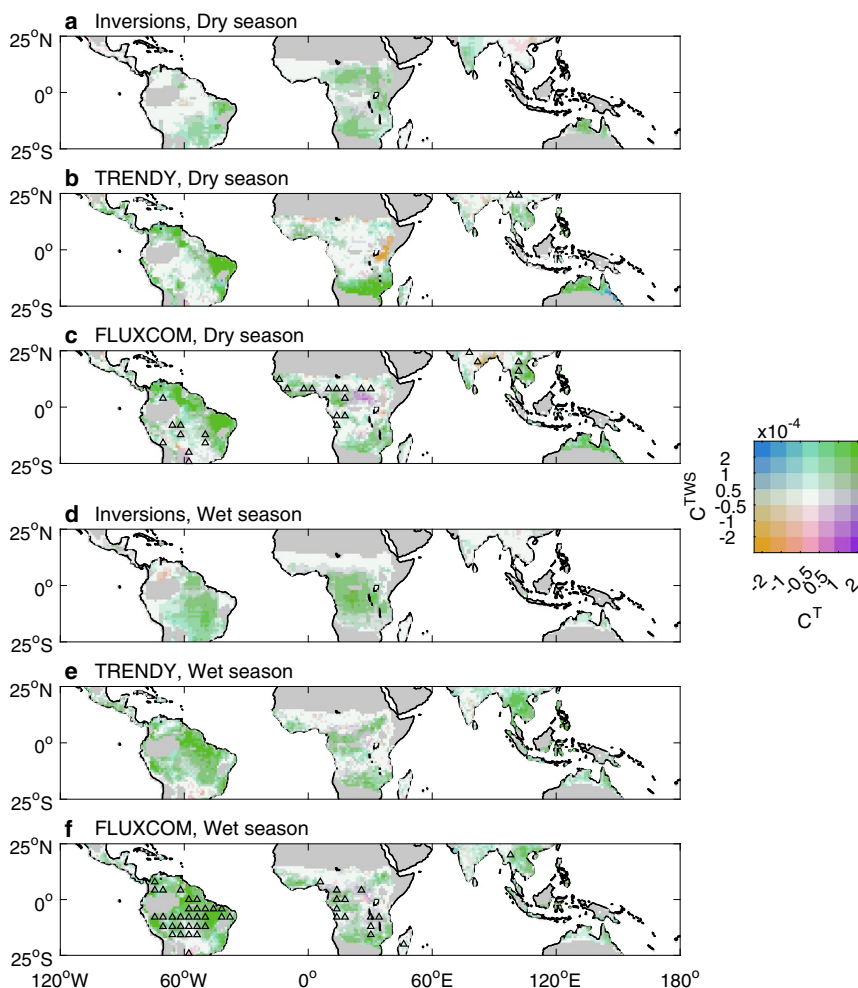 a Inversions, Dry season
25°N
0°
25°S
b TRENDY, Dry season
25°N
0°
25°S
c FLUXCOM, Dry season
25°N
0°
25°S
d Inversions, Wet season
25°N
0°
25°S
e TRENDY, Wet season
25°N
0°
25°S
f FLUXCOM, Wet season
25°N
0°
25°S
120°W 60°W 0° 60°E 120°E 180°
x10-4
2
1
0.5
-0.5
-1
-2
CTWS
-2 -1 -0.5 0.5 1 2
CT